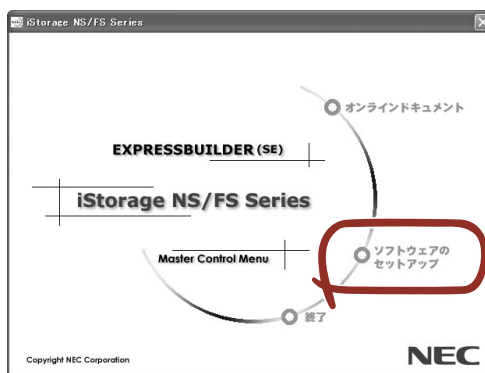 iStorage NS/FS Series
オンラインドキュメント
EXPRESSBUILDER (SE)
iStorage NS/FS Series
ソフトウェアの
セットアップ
Master Control Menu
終了
Copyright NEC Corporation
NEC